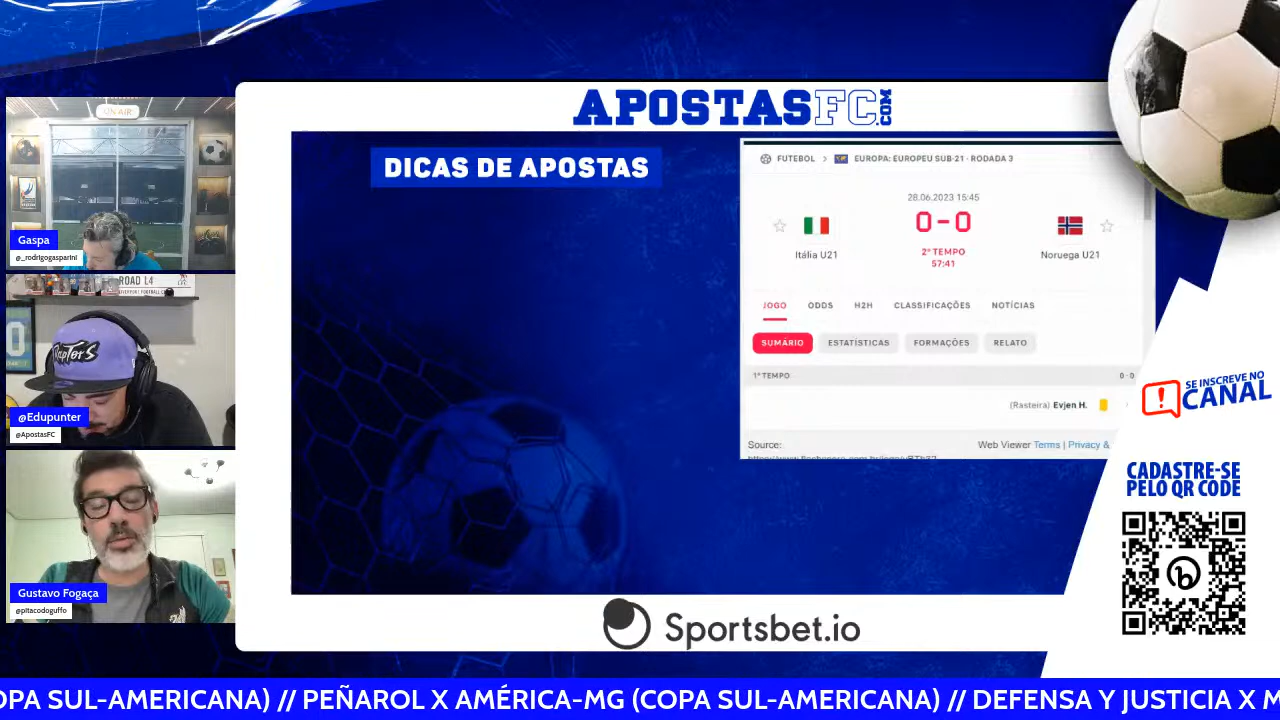 ON AIR
Gaspa
@_rodrigogasparini
ROAD L4
RAPTORS
@Edupunter
@ApostasFC
Gustavo Fogaça
@pitacodoguffo
APOSTASFC.COM
DICAS DE APOSTAS
FUTEBOL > EUROPA: EUROPEU SUB-21 - RODADA 3
28.06.2023 15:45
0-0
2º TEMPO
57:41
Itália U21
Noruega U21
JOGO ODDS H2H CLASSIFICAÇÕES NOTÍCIAS
SUMÁRIO ESTATÍSTICAS FORMAÇÕES RELATO
1º TEMPO 0-0
(Rasteira) Evjen H.
Source: Web Viewer Terms | Privacy &
Sportsbet.io
SE INSCREVE NO
CANAL
CADASTRE-SE
PELO QR CODE
OPA SUL-AMERICANA) // PEÑAROL X AMÉRICA-MG (COPA SUL-AMERICANA) // DEFENSA Y JUSTICIA X M